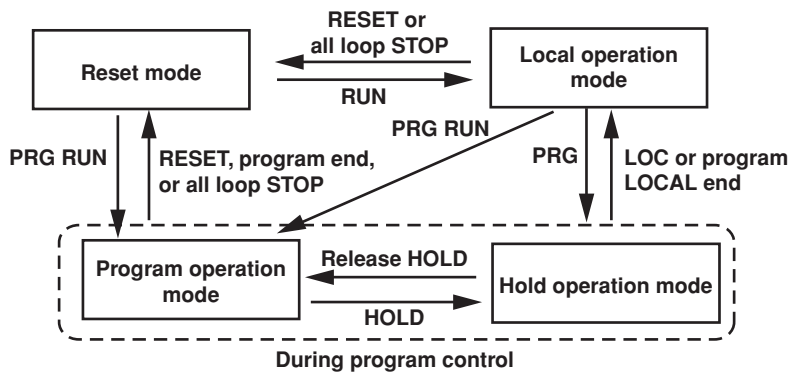 RESET or
all loop STOP
Reset mode
Local operation
mode
RUN
PRG RUN
PRG RUN
RESET, program end,
or all loop STOP
PRG
LOC or program
LOCAL end
Program operation
mode
Release HOLD
HOLD
Hold operation mode
During program control